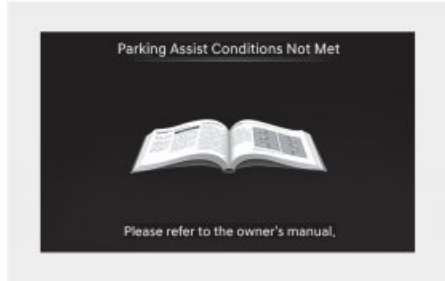 Parking Assist Conditions Not Met
Please refer to the owner's manual.